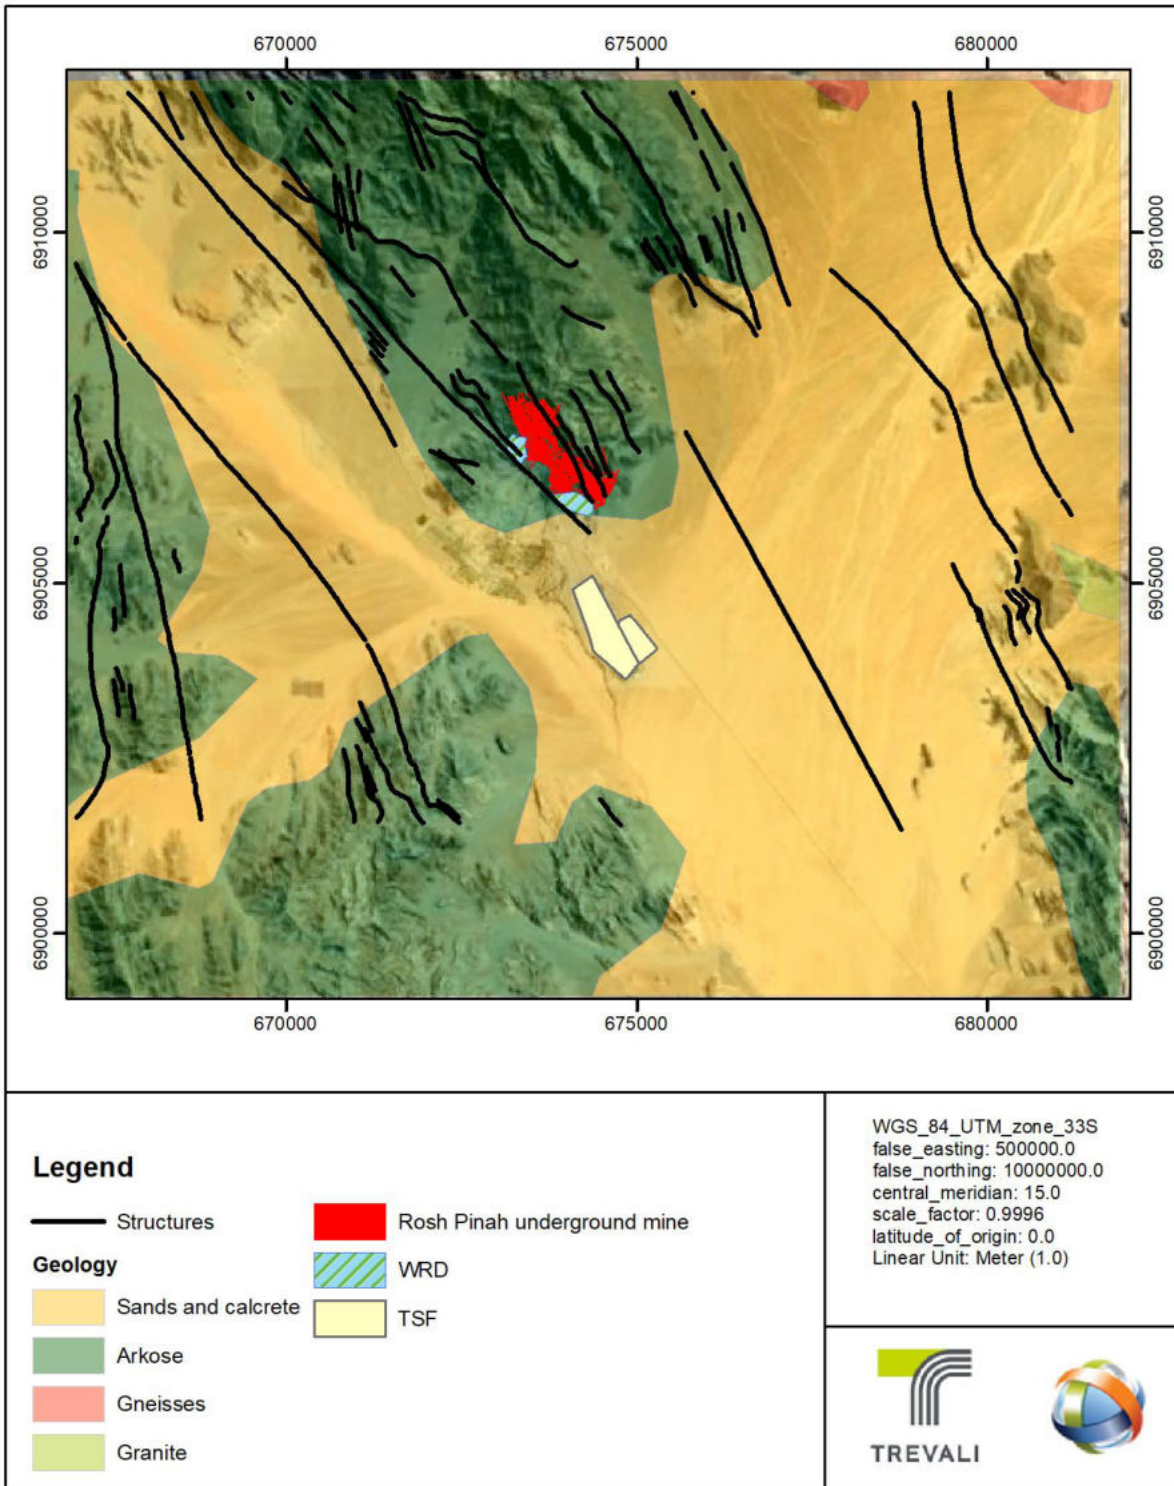 670000
675000
680000
6910000
6910000
6905000
6905000
6900000
6900000
670000
675000
680000
Legend
Structures
Geology
Sands and calcrete
Arkose
Gneisses
Granite
Rosh Pinah underground mine
WRD
TSF
WGS_84_UTM_zone_33S
false_easting: 500000.0
false_northing: 10000000.0
central_meridian: 15.0
scale_factor: 0.9996
latitude_of_origin: 0.0
Linear Unit: Meter (1.0)
TREVALI